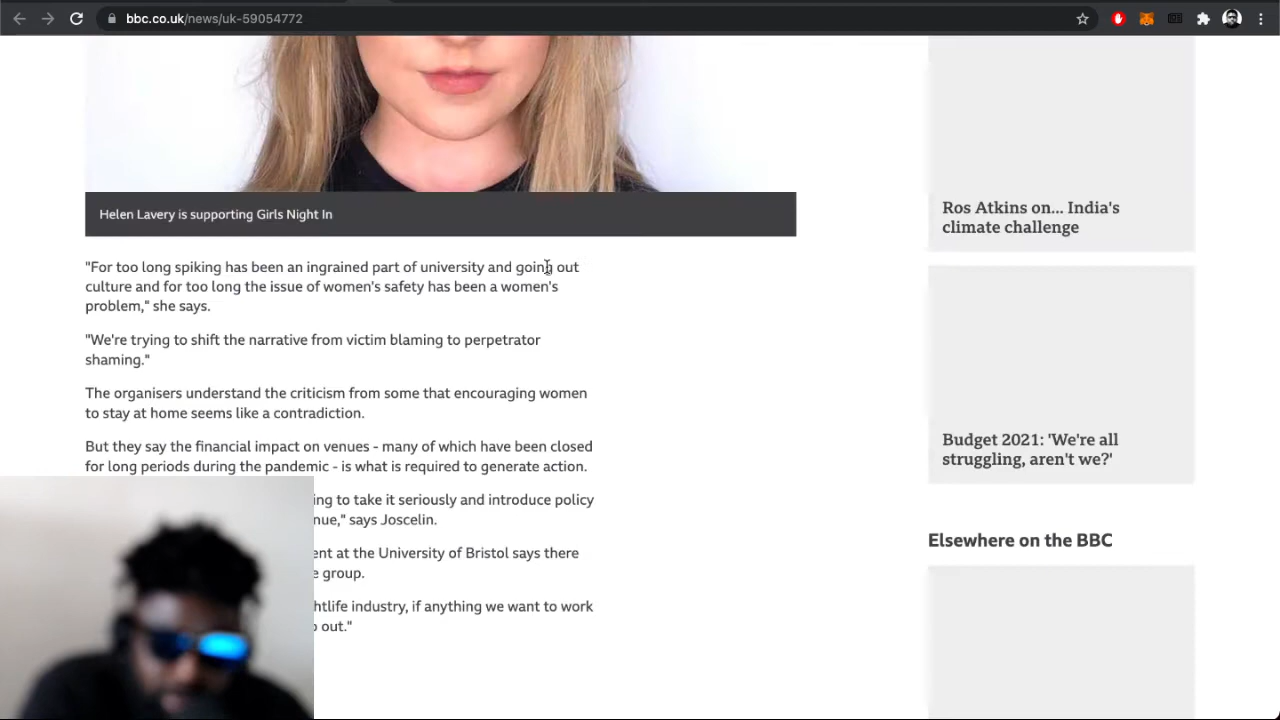 bbc.co.uk/news/uk-59054772
Helen Lavery is supporting Girls Night In
"For too long spiking has been an ingrained part of university and going out
culture and for too long the issue of women's safety has been a women's
problem," she says.
"We're trying to shift the narrative from victim blaming to perpetrator
shaming."
The organisers understand the criticism from some that encouraging women
to stay at home seems like a contradiction.
But they say the financial impact on venues - many of which have been closed
for long periods during the pandemic - is what is required to generate action.
to take it seriously and introduce policy
says Joscelin.
at the University of Bristol says there
group.
industry, if anything we want to work
out."
Ros Atkins on... India's
climate challenge
Budget 2021: 'We're all
struggling, aren't we?'
Elsewhere on the BBC